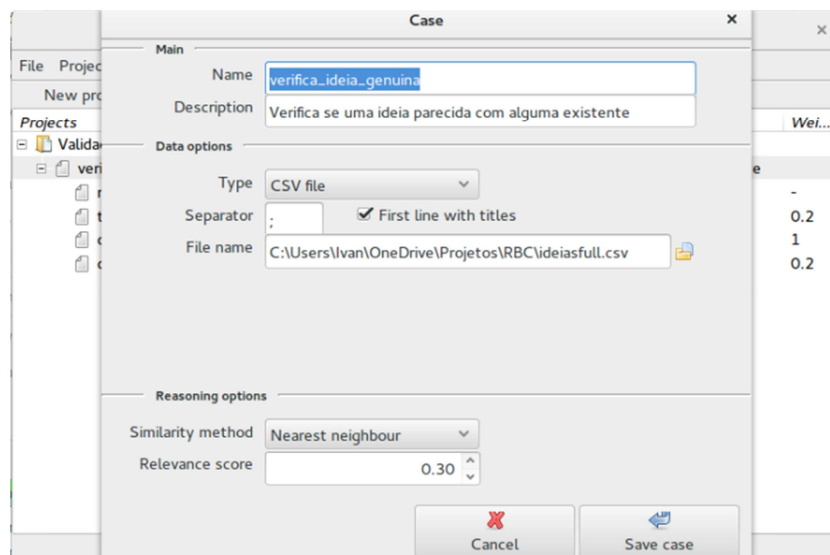 Case
File Projec
New pro
Projects Wei...
Valida
veri e
-
0.2
1
0.2
Main
Name verifica_ideia_genuina
Description Verifica se uma ideia parecida com alguma existente
Data options
Type CSV file
Separator ; First line with titles
File name C:\Users\Ivan\OneDrive\Projetos\RBC\ideiasfull.csv
Reasoning options
Similarity method Nearest neighbour
Relevance score 0.30
Cancel Save case